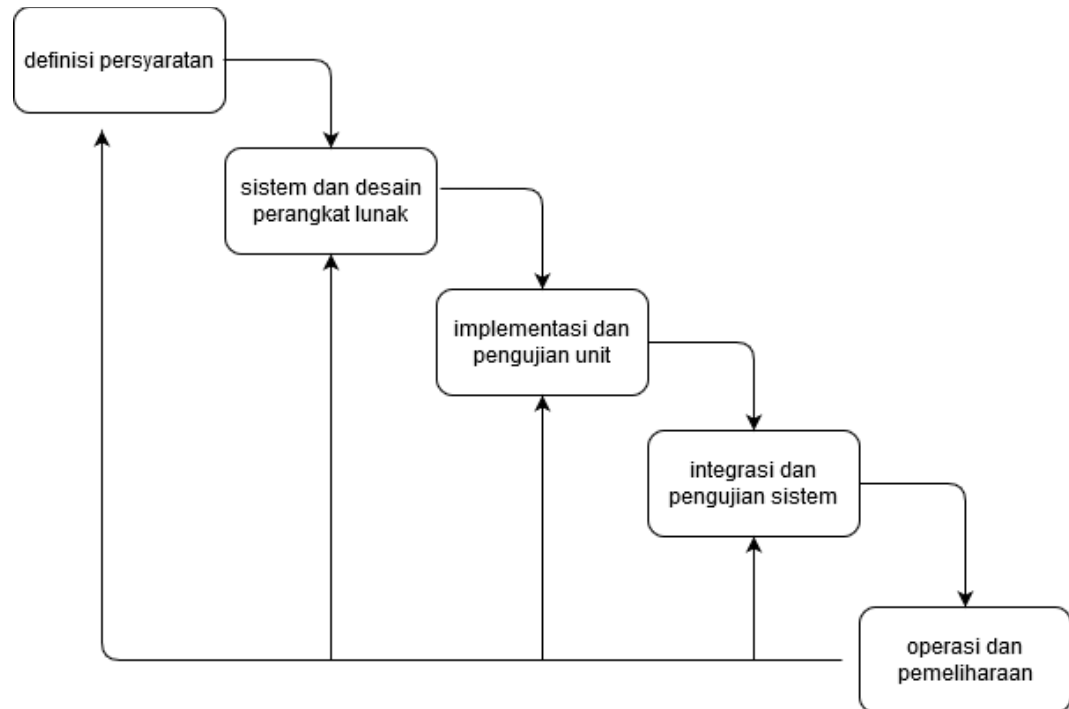 definisi persyaratan
sistem dan desain
perangkat lunak
implementasi dan
pengujian unit
integrasi dan
pengujian sistem
operasi dan
pemeliharaan